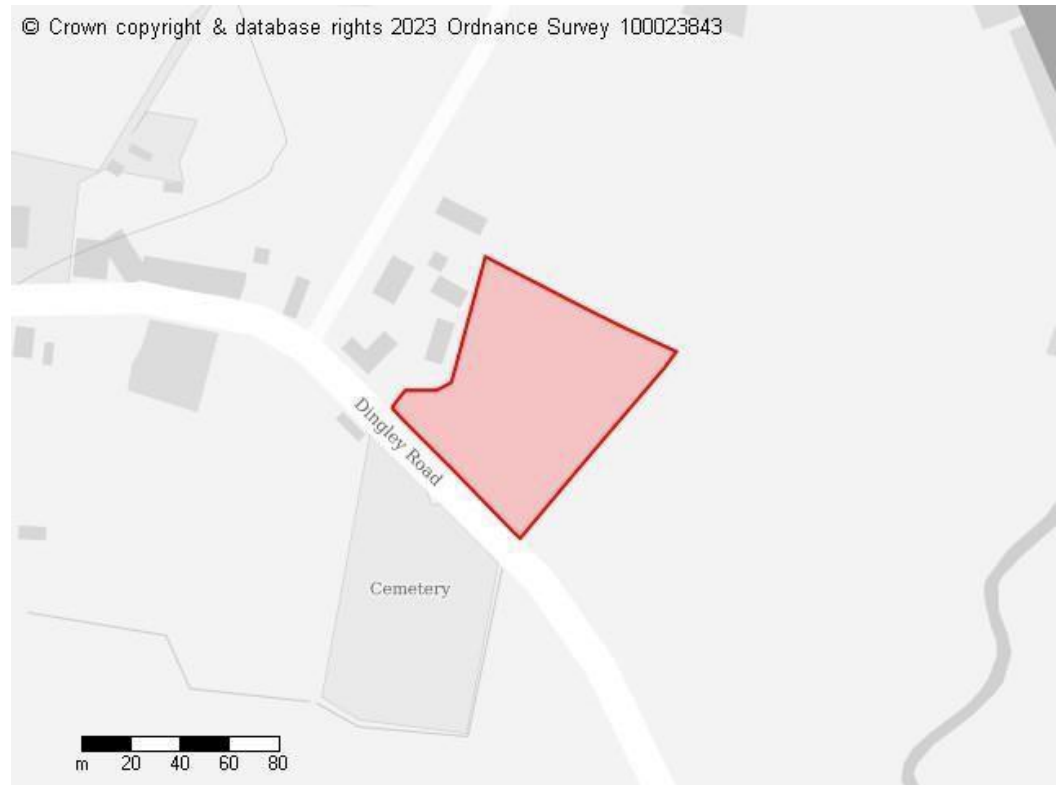 © Crown copyright & database rights 2023 Ordnance Survey 100023843
Dingley Road
Cemetery
m 20 40 60 80